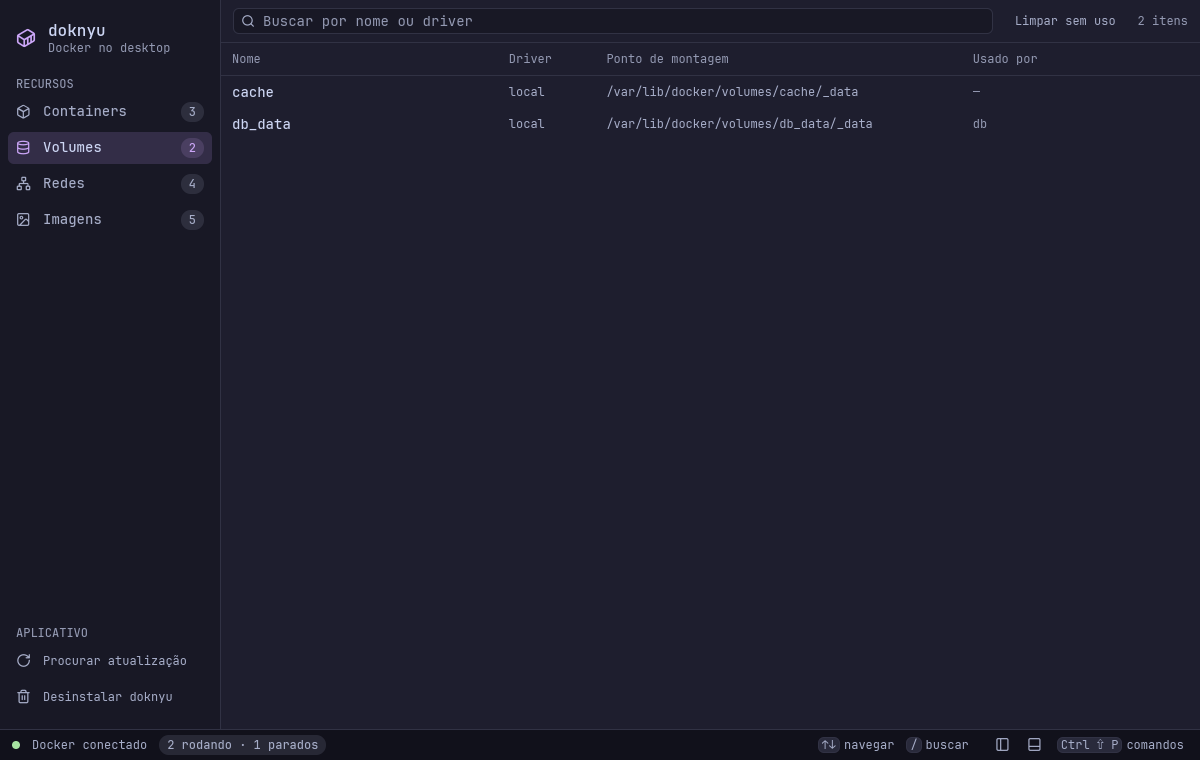 doknyu
Docker no desktop
RECURSOS
Containers 3
Volumes 2
Redes 4
Imagens 5
APLICATIVO
Procurar atualização
Desinstalar doknyu
Buscar por nome ou driver
Limpar sem uso
2 itens
Nome Driver Ponto de montagem Usado por
cache local /var/lib/docker/volumes/cache/_data —
db_data local /var/lib/docker/volumes/db_data/_data db
Docker conectado 2 rodando · 1 parados ↑↓ navegar / buscar Ctrl ⇧ P comandos